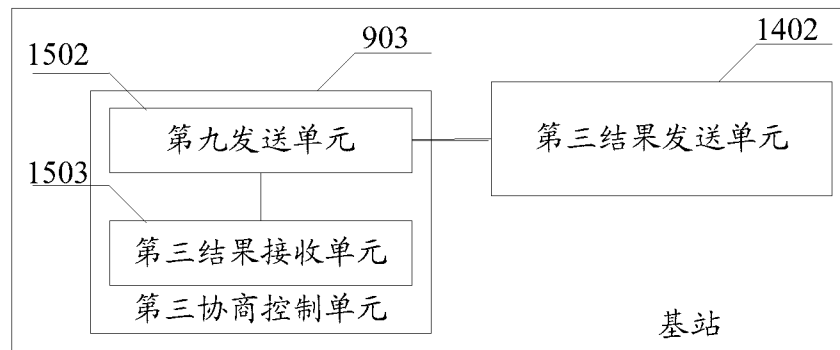 1502
903
1402
第九发送单元
第三结果发送单元
1503
第三结果接收单元
第三协商控制单元
基站